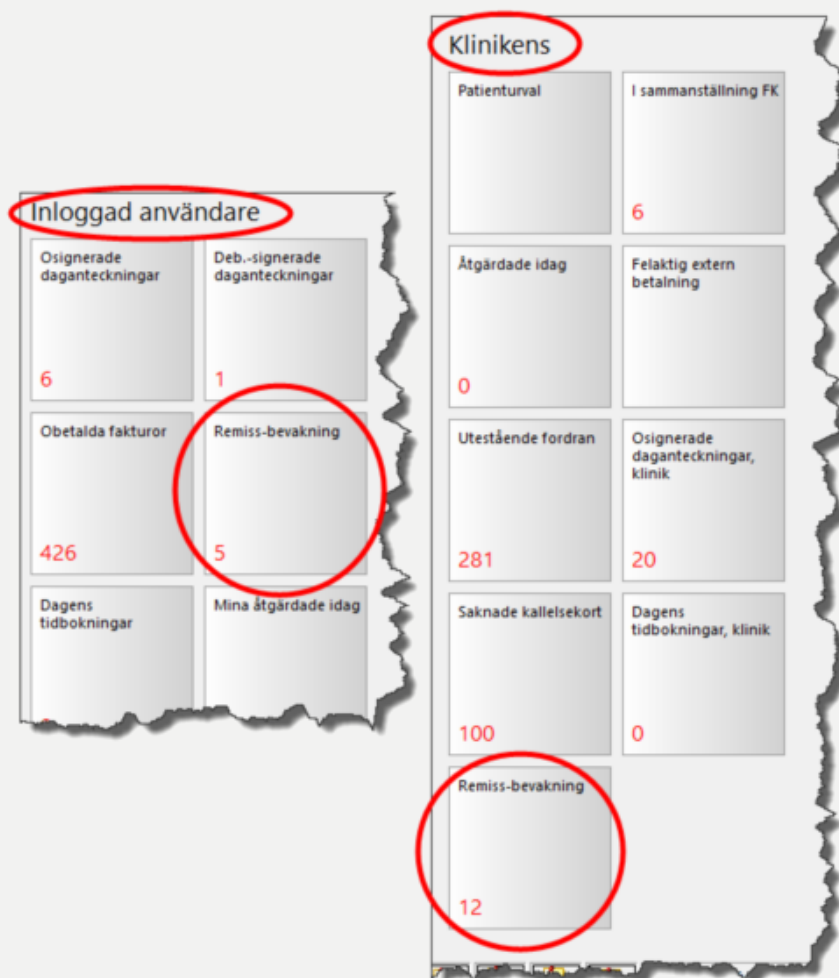 Inloggad användare
Osignerade
daganteckningar
6
Deb.-signerade
daganteckningar
1
Obetalda fakturor
426
Remiss-bevakning
5
Dagens
tidbokningar
Mina åtgärdade idag
Klinikens
Patienturval
I sammanställning FK
6
Åtgärdade idag
0
Felaktig extern
betalning
Utestående fordran
281
Osignerade
daganteckningar,
klinik
20
Saknade kallelsekort
100
Dagens
tidbokningar, klinik
0
Remiss-bevakning
12